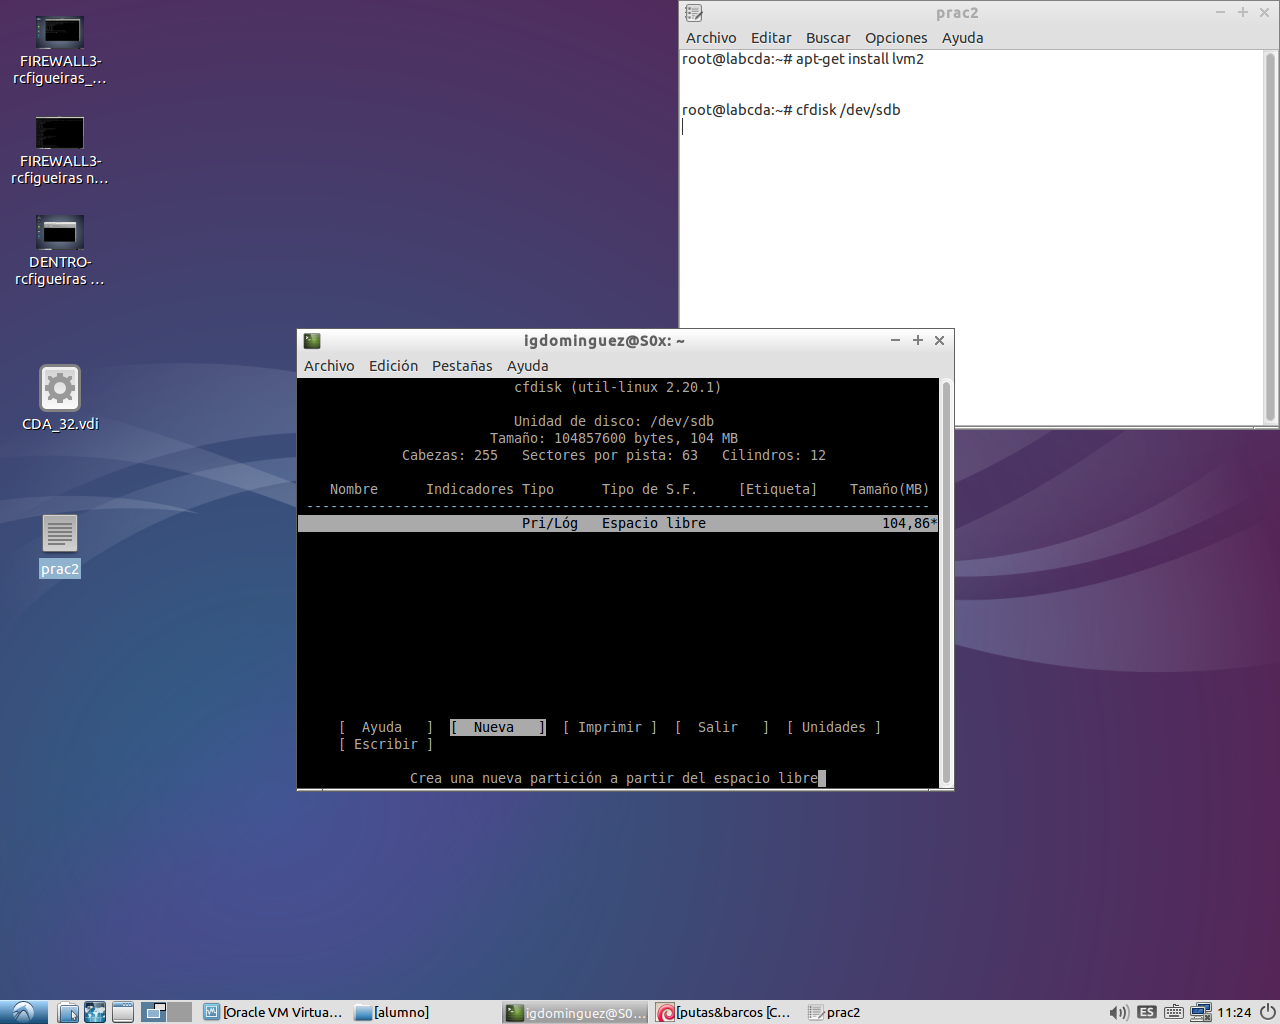 FIREWALL3-
rcfigueiras_...
FIREWALL3-
rcfigueiras n...
DENTRO-
rcfigueiras ...
CDA_32.vdi
prac2
prac2
Archivo Editar Buscar Opciones Ayuda
root@labcda:~# apt-get install lvm2
root@labcda:~# cfdisk /dev/sdb
igdominguez@S0x: ~
Archivo Edición Pestañas Ayuda
cfdisk (util-linux 2.20.1)
Unidad de disco: /dev/sdb
Tamaño: 104857600 bytes, 104 MB
Cabezas: 255 Sectores por pista: 63 Cilindros: 12
Nombre Indicadores Tipo Tipo de S.F. [Etiqueta] Tamaño(MB)
------------------------------------------------------------------------------
Pri/Lóg Espacio libre 104,86*
[ Ayuda ] [ Nueva ] [ Imprimir ] [ Salir ] [ Unidades ]
[ Escribir ]
Crea una nueva partición a partir del espacio libre
[Oracle VM Virtua... [alumno] igdominguez@S0... [putas&barcos [C... prac2 ES 11:24